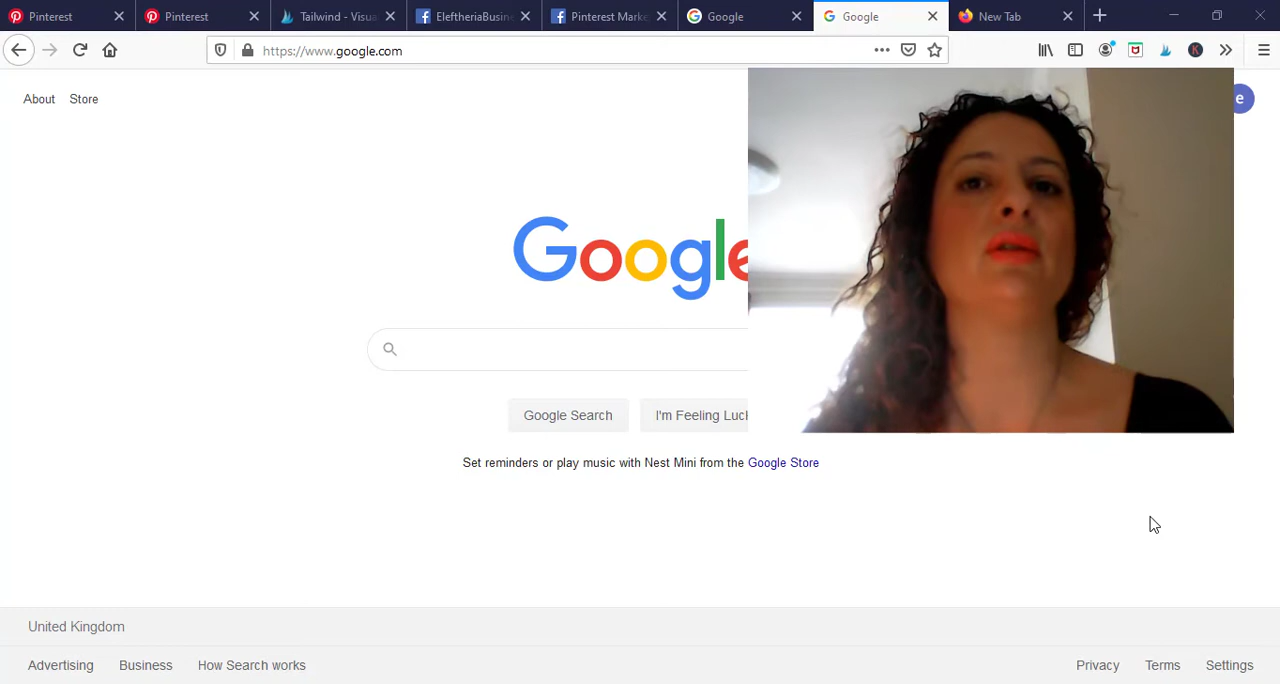 Pinterest
Pinterest
Tailwind - Visua
EleftheriaBusine
Pinterest Marke
Google
Google
New Tab
https://www.google.com
About Store
e
Google
Google Search
I'm Feeling Luck
Set reminders or play music with Nest Mini from the Google Store
United Kingdom
Advertising Business How Search works
Privacy Terms Settings